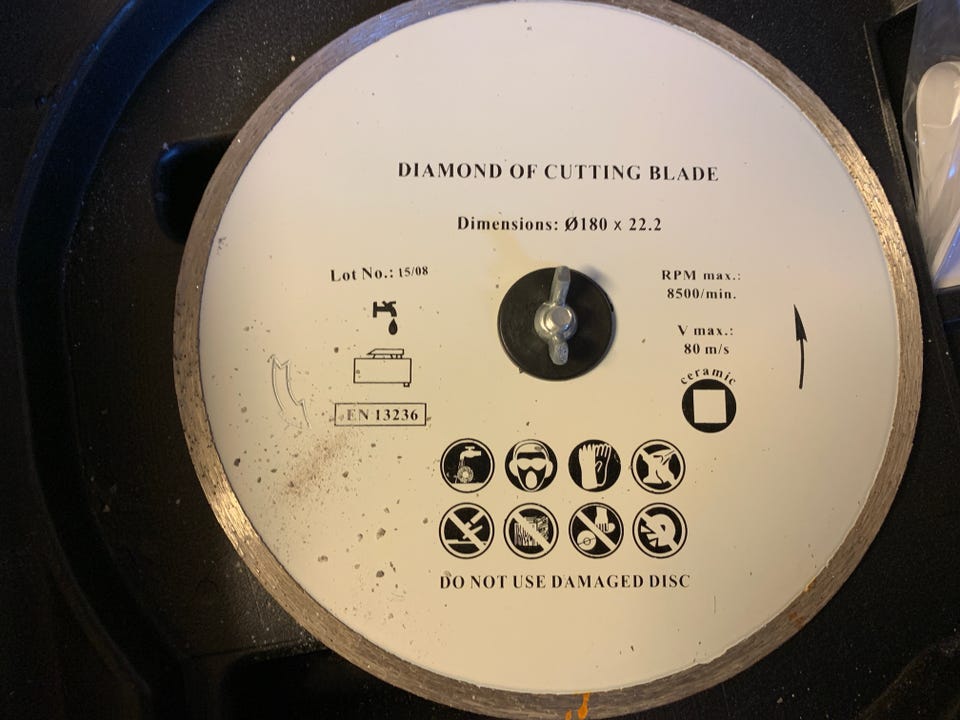 DIAMOND OF CUTTING BLADE
Dimensions: Ø180 x 22.2
Lot No.: 15/08
RPM max.:
8500/min.
V max.:
80 m/s
ceramic
EN 13236
DO NOT USE DAMAGED DISC